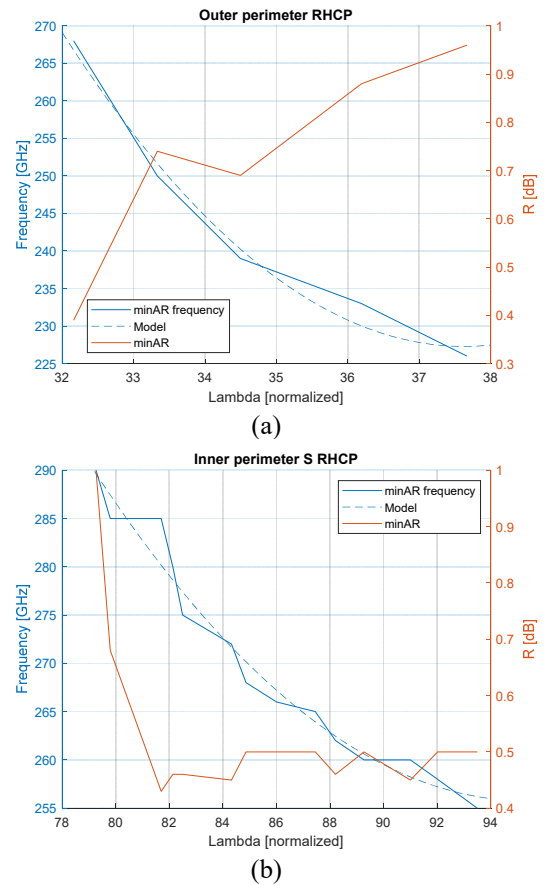 Outer perimeter RHCP
270
265
260
255
250
245
240
235
230
225
Frequency [GHz]
1
0.9
0.8
0.7
0.6
0.5
0.4
0.3
R [dB]
minAR frequency
Model
minAR
32 33 34 35 36 37 38
Lambda [normalized]
(a)
Inner perimeter S RHCP
290
285
280
275
270
265
260
255
Frequency [GHz]
1
0.9
0.8
0.7
0.6
0.5
0.4
R [dB]
minAR frequency
Model
minAR
78 80 82 84 86 88 90 92 94
Lambda [normalized]
(b)